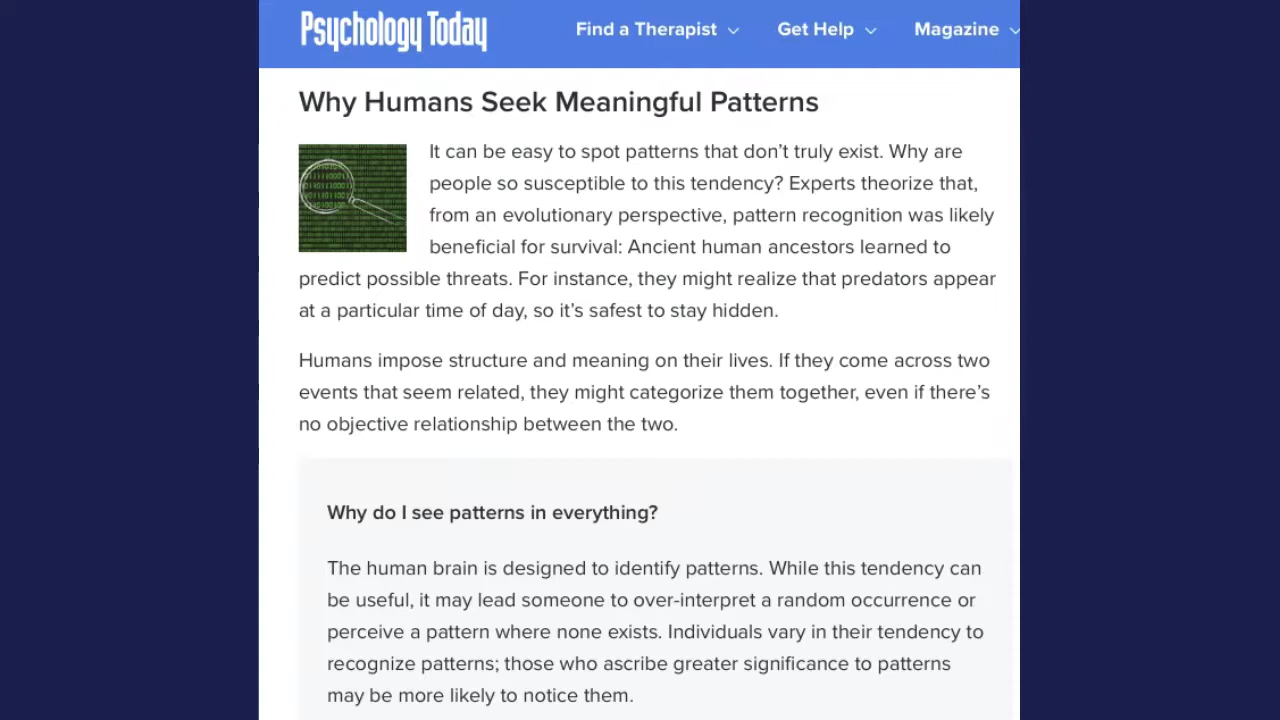 Psychology Today
Find a Therapist
Get Help
Magazine
Why Humans Seek Meaningful Patterns
It can be easy to spot patterns that don’t truly exist. Why are
people so susceptible to this tendency? Experts theorize that,
from an evolutionary perspective, pattern recognition was likely
beneficial for survival: Ancient human ancestors learned to
predict possible threats. For instance, they might realize that predators appear
at a particular time of day, so it’s safest to stay hidden.
Humans impose structure and meaning on their lives. If they come across two
events that seem related, they might categorize them together, even if there’s
no objective relationship between the two.
Why do I see patterns in everything?
The human brain is designed to identify patterns. While this tendency can
be useful, it may lead someone to over-interpret a random occurrence or
perceive a pattern where none exists. Individuals vary in their tendency to
recognize patterns; those who ascribe greater significance to patterns
may be more likely to notice them.